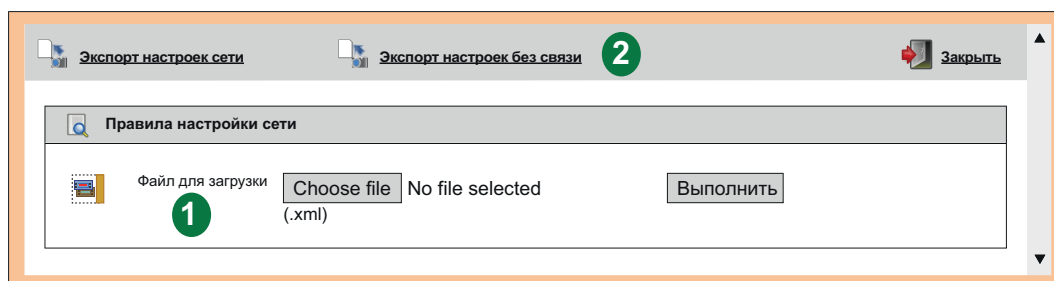 Экспорт настроек сети Экспорт настроек без связи 2 Закрыть
Правила настройки сети
Файл для загрузки Choose file No file selected Выполнить
1 (.xml)